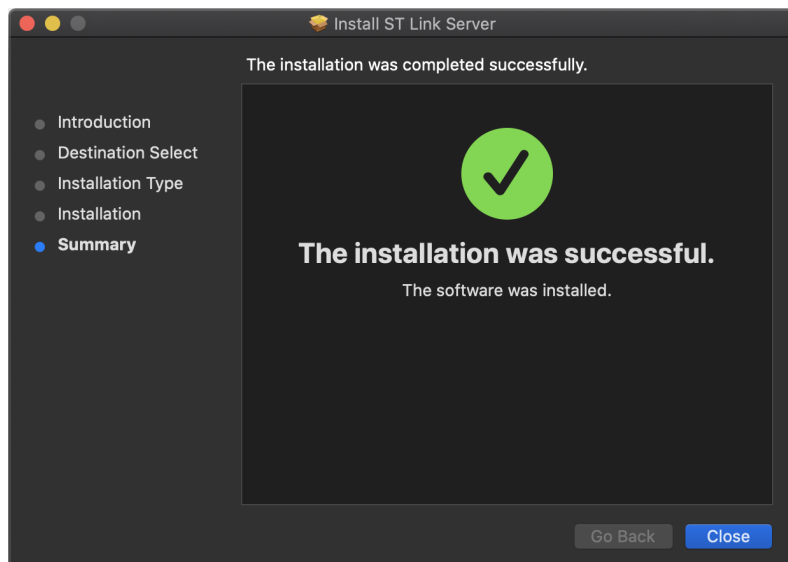 Install ST Link Server
The installation was completed successfully.
Introduction
Destination Select
Installation Type
Installation
Summary
The installation was successful.
The software was installed.
Go Back
Close